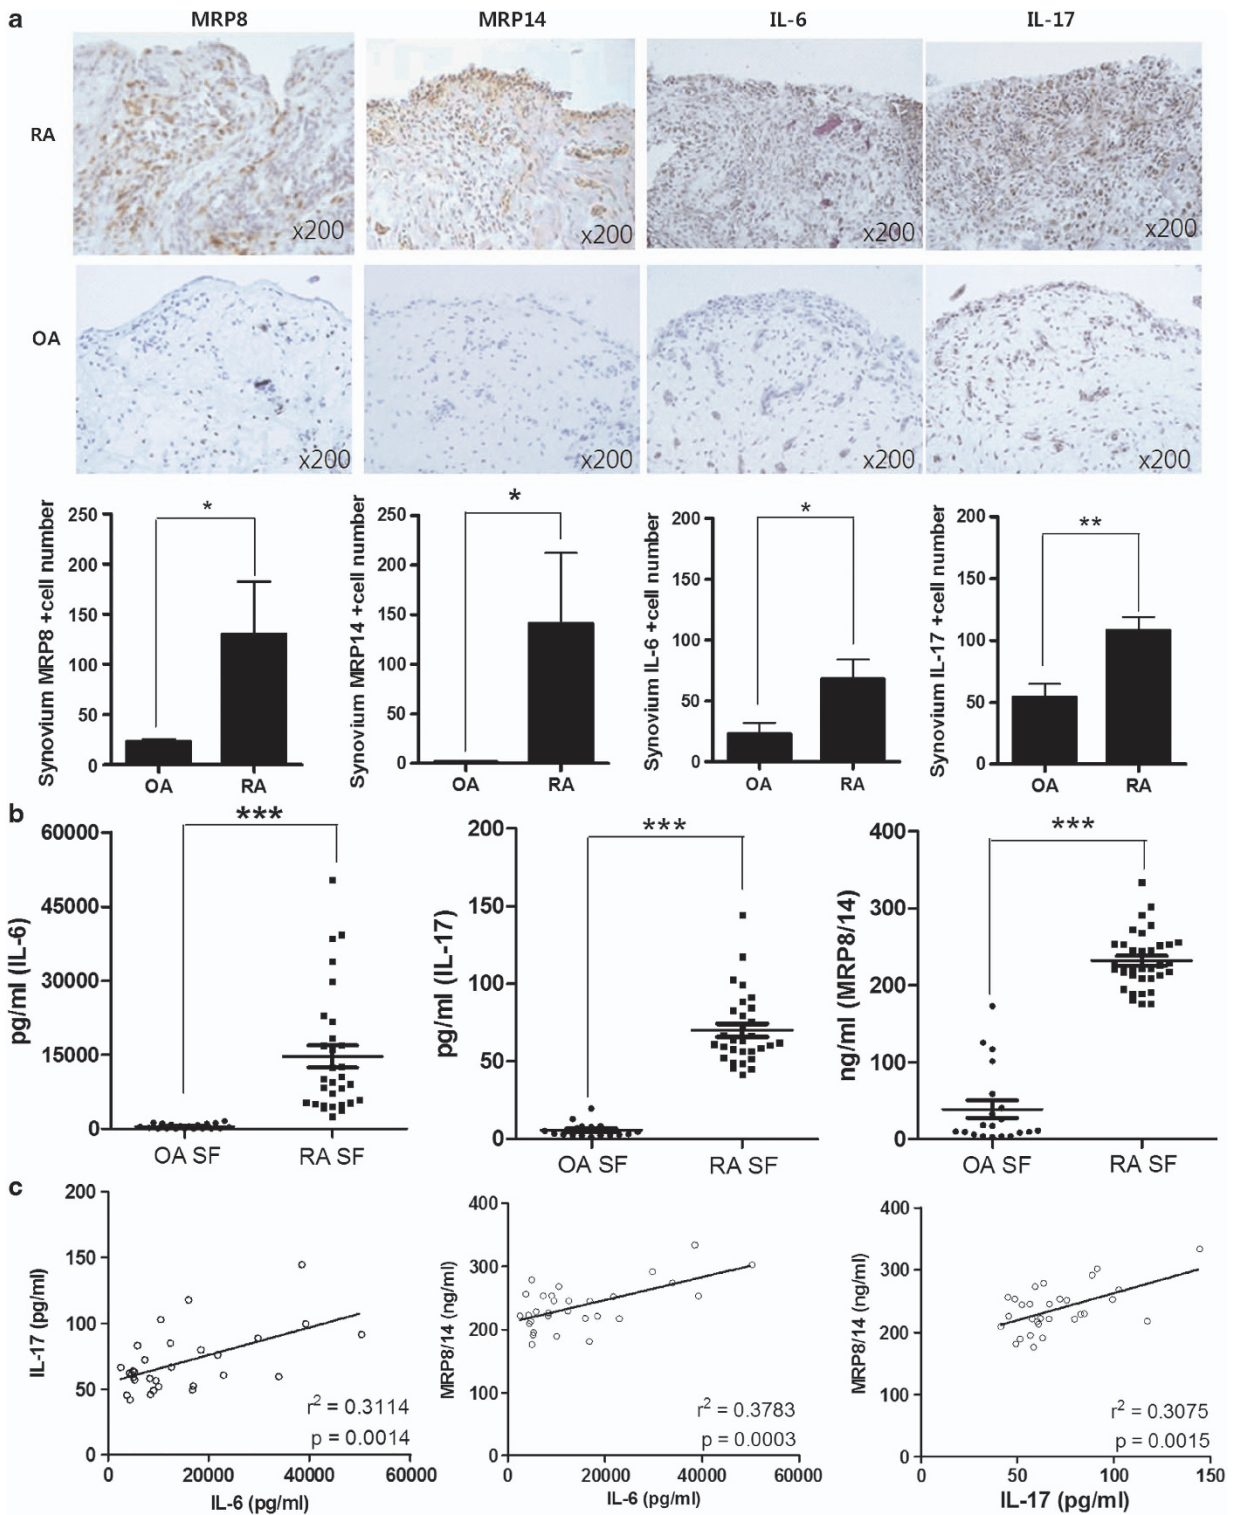 a
MRP8 MRP14 IL-6 IL-17
RA
x200 x200 x200 x200
OA
x200 x200 x200 x200
Synovium MRP8 +cell number
250
200
150
100
50
0
*
OA RA
Synovium MRP14 +cell number
250
200
150
100
50
0
*
OA RA
Synovium IL-6 +cell number
200
150
100
50
0
*
OA RA
Synovium IL-17 +cell number
200
150
100
50
0
**
OA RA
b
pg/ml (IL-6)
60000
45000
30000
15000
0
***
OA SF RA SF
pg/ml (IL-17)
200
150
100
50
0
***
OA SF RA SF
ng/ml (MRP8/14)
400
300
200
100
0
***
OA SF RA SF
c
IL-17 (pg/ml)
200
150
100
50
0
r² = 0.3114
p = 0.0014
0 20000 40000 60000
IL-6 (pg/ml)
MRP8/14 (ng/ml)
400
300
200
100
0
r² = 0.3783
p = 0.0003
0 20000 40000 60000
IL-6 (pg/ml)
MRP8/14 (ng/ml)
400
300
200
100
0
r² = 0.3075
p = 0.0015
0 50 100 150
IL-17 (pg/ml)